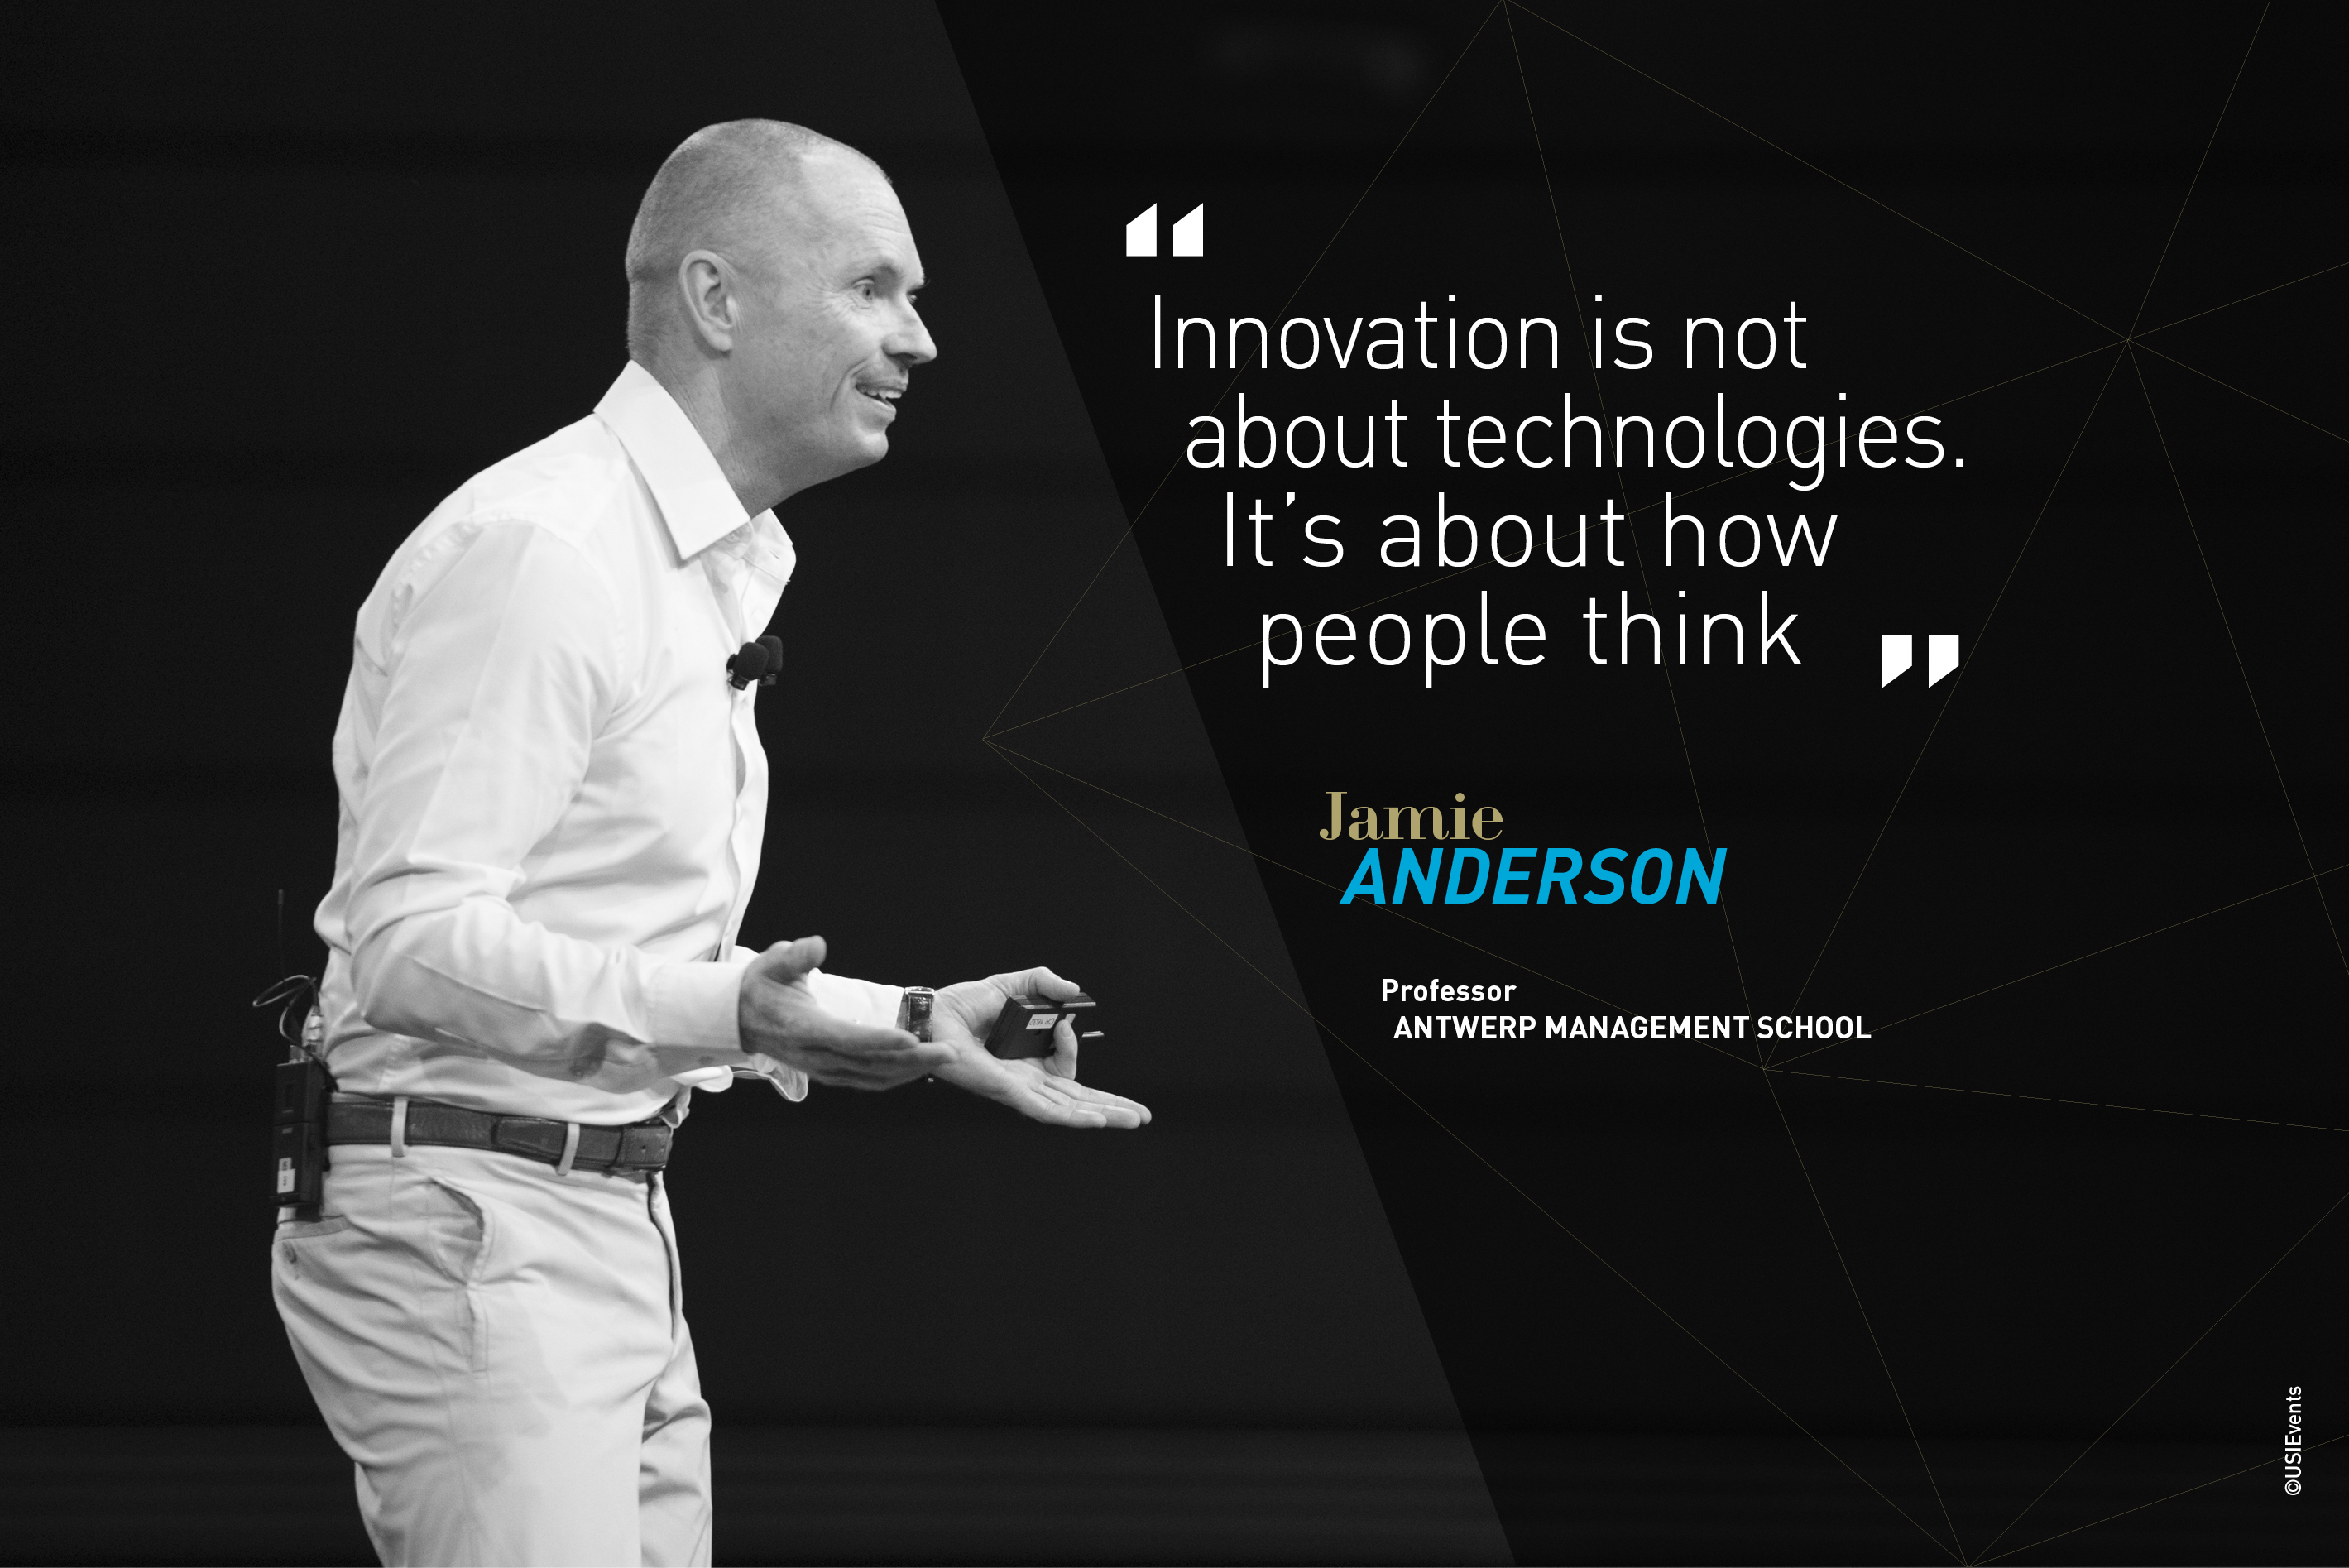 “
Innovation is not
about technologies.
It’s about how
people think ”
Jamie
ANDERSON
Professor
ANTWERP MANAGEMENT SCHOOL
©USIEvents